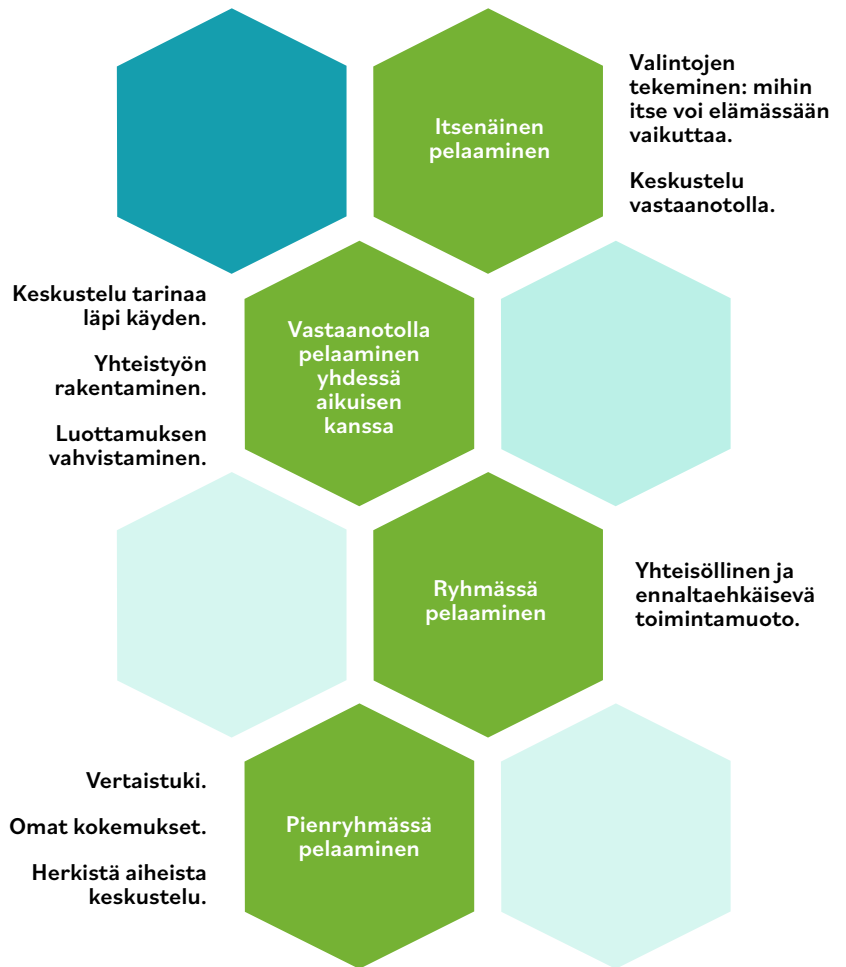 Itsenäinen
pelaaminen
Valintojen
tekeminen: mihin
itse voi elämässään
vaikuttaa.
Keskustelu
vastaanotolla.
Vastaanotolla
pelaaminen
yhdessä
aikuisen
kanssa
Keskustelu tarinaa
läpi käyden.
Yhteistyön
rakentaminen.
Luottamuksen
vahvistaminen.
Ryhmässä
pelaaminen
Yhteisöllinen ja
ennaltaehkäisevä
toimintamuoto.
Pienryhmässä
pelaaminen
Vertaistuki.
Omat kokemukset.
Herkistä aiheista
keskustelu.